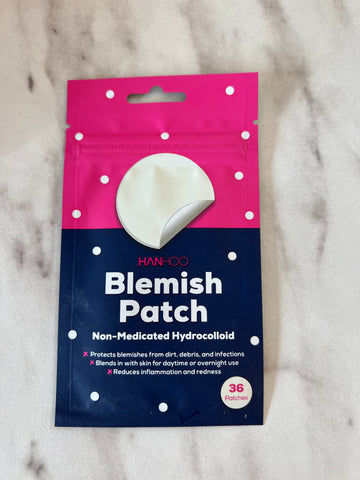 HANHOO
Blemish
Patch
Non-Medicated Hydrocolloid
Protects blemishes from dirt, debris, and infections
Blends in with skin for daytime or overnight use
Reduces inflammation and redness
36
Patches